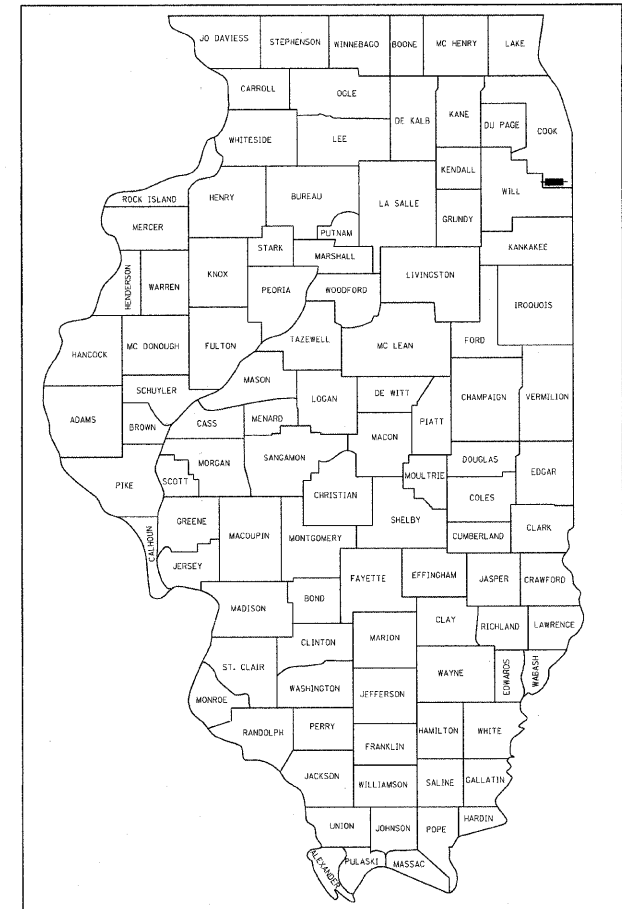 JO DAVIESS
STEPHENSON
WINNEBAGO
BOONE
MC HENRY
LAKE
CARROLL
OGLE
DE KALB
KANE
DU PAGE
COOK
WHITESIDE
LEE
KENDALL
WILL
ROCK ISLAND
HENRY
BUREAU
LA SALLE
GRUNDY
MERCER
PUTNAM
KANKAKEE
STARK
MARSHALL
HENDERSON
WARREN
KNOX
PEORIA
WOODFORD
LIVINGSTON
IROQUOIS
HANCOCK
MC DONOUGH
FULTON
TAZEWELL
MC LEAN
FORD
MASON
SCHUYLER
LOGAN
DE WITT
CHAMPAIGN
VERMILION
ADAMS
BROWN
CASS
MENARD
PIATT
MACON
MORGAN
SANGAMON
DOUGLAS
EDGAR
PIKE
SCOTT
CHRISTIAN
MOULTRIE
COLES
CALHOUN
GREENE
MACOUPIN
MONTGOMERY
SHELBY
CUMBERLAND
CLARK
JERSEY
FAYETTE
EFFINGHAM
JASPER
CRAWFORD
MADISON
BOND
CLAY
RICHLAND
LAWRENCE
CLINTON
MARION
ST. CLAIR
WAYNE
EDWARDS
WABASH
WASHINGTON
JEFFERSON
MONROE
RANDOLPH
PERRY
HAMILTON
WHITE
FRANKLIN
JACKSON
WILLIAMSON
SALINE
GALLATIN
UNION
JOHNSON
POPE
HARDIN
ALEXANDER
PULASKI
MASSAC